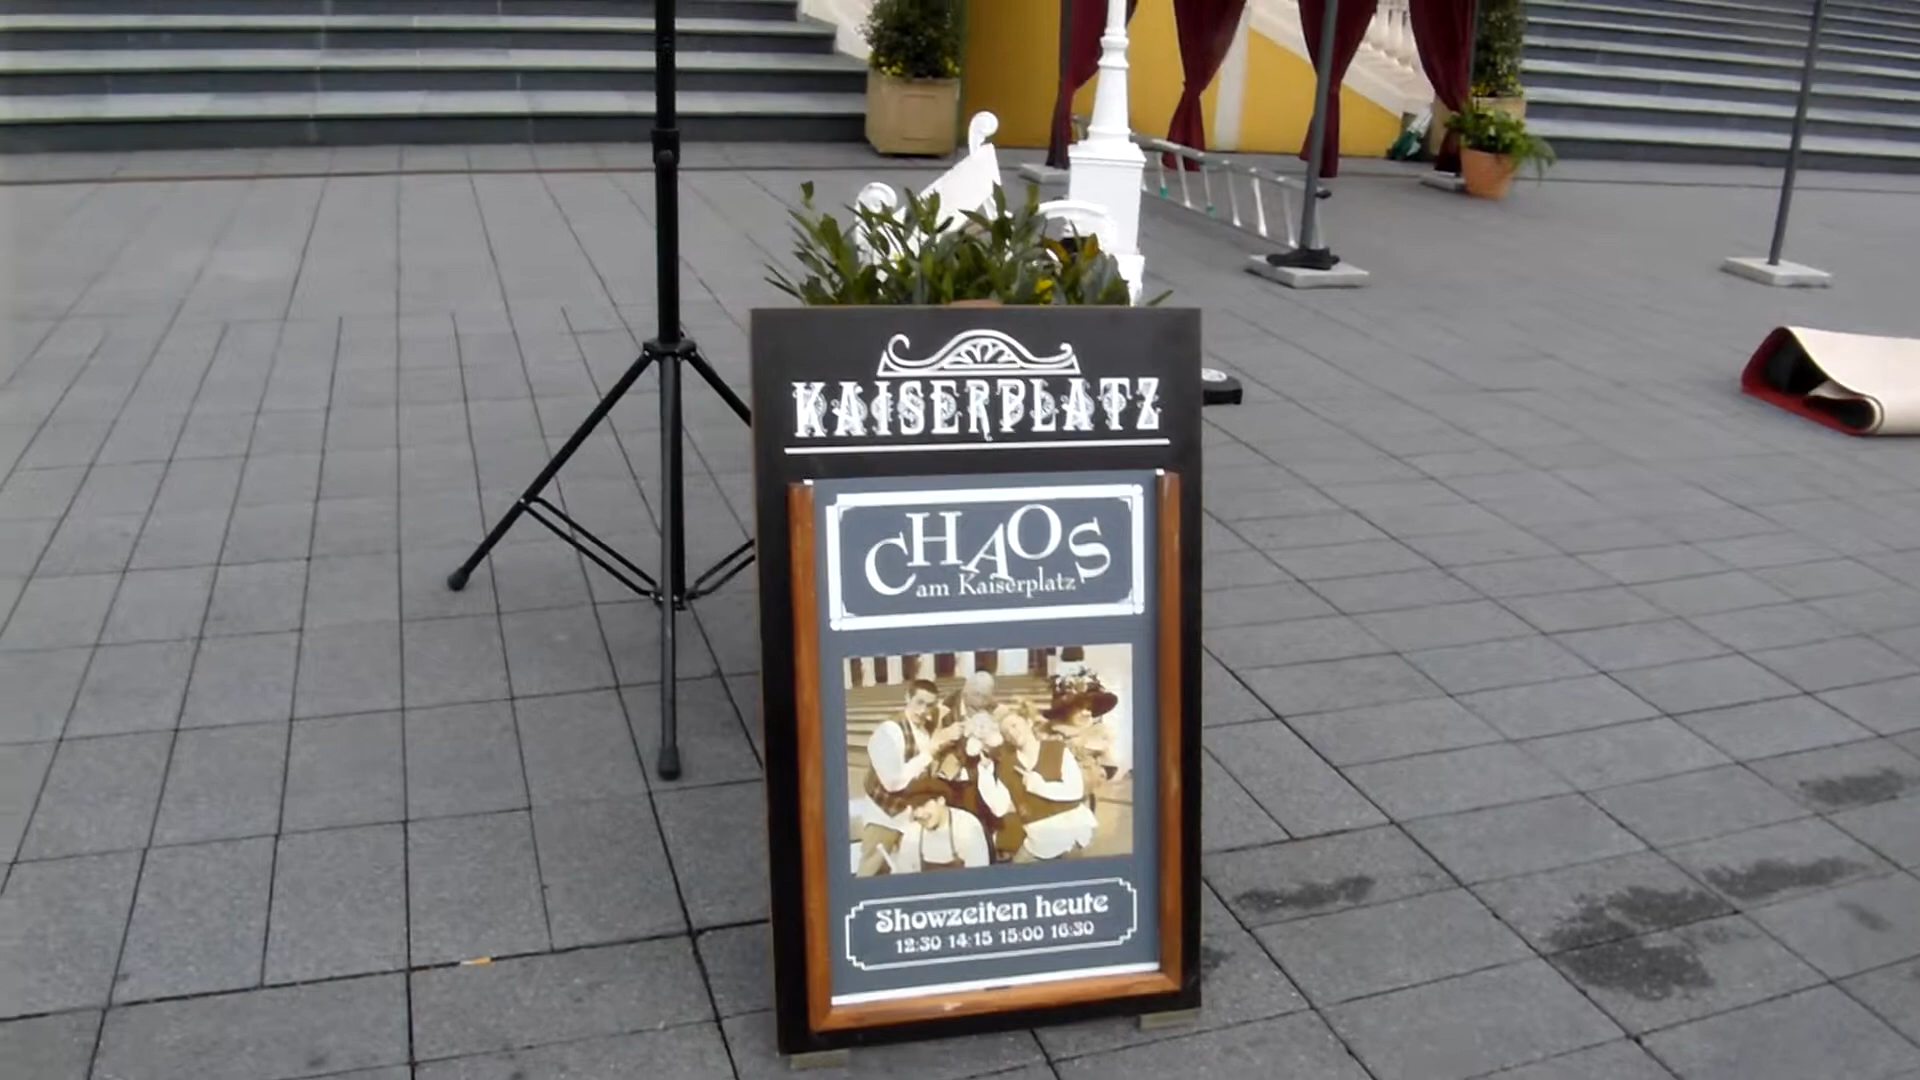 KAISERPLATZ
CHAOS
am Kaiserplatz
Showzeiten heute
12:30 14:15 15:00 16:30